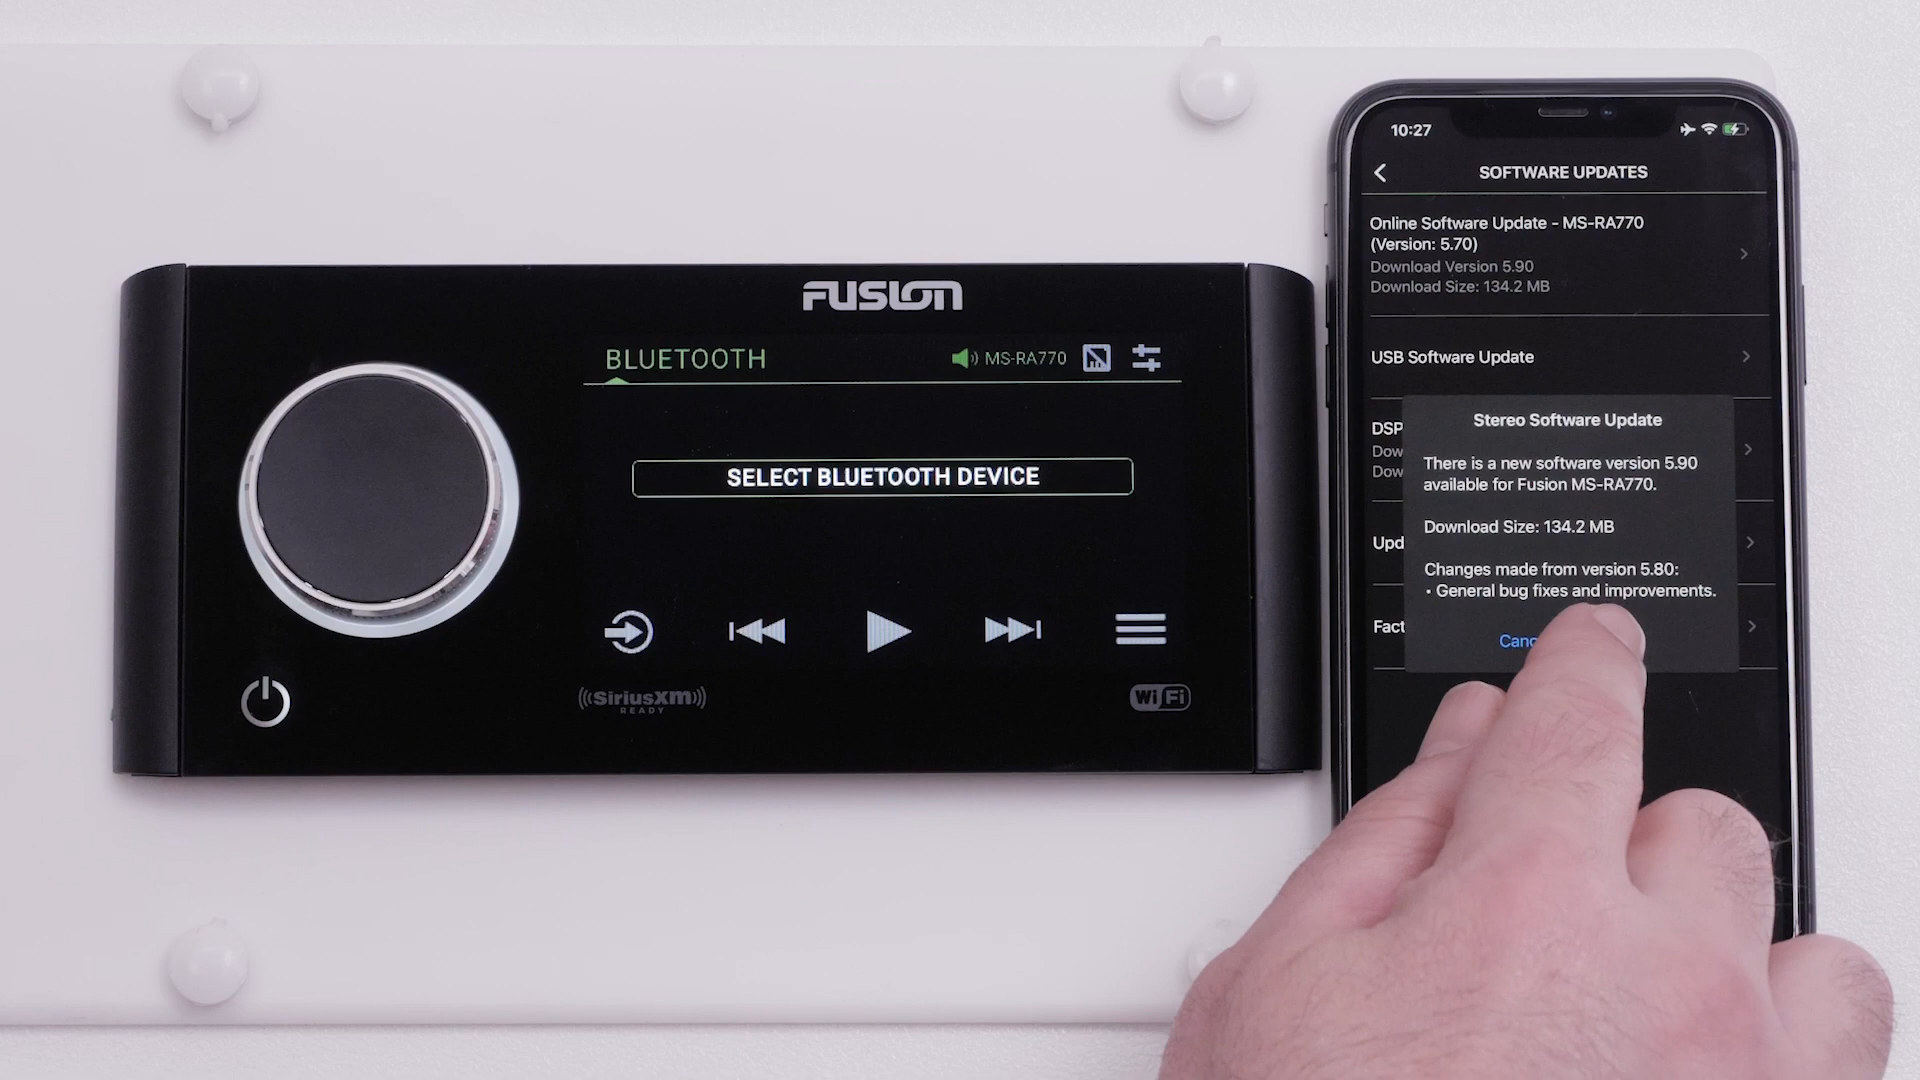 FUSION
BLUETOOTH
MS-RA770
SELECT BLUETOOTH DEVICE
((SiriusXM))
READY
WiFi
10:27
SOFTWARE UPDATES
Online Software Update - MS-RA770
(Version: 5.70)
Download Version 5.90
Download Size: 134.2 MB
USB Software Update
DSP
Dow
Dow
Upd
Fact
Stereo Software Update
There is a new software version 5.90
available for Fusion MS-RA770.
Download Size: 134.2 MB
Changes made from version 5.80:
• General bug fixes and improvements.
Canc